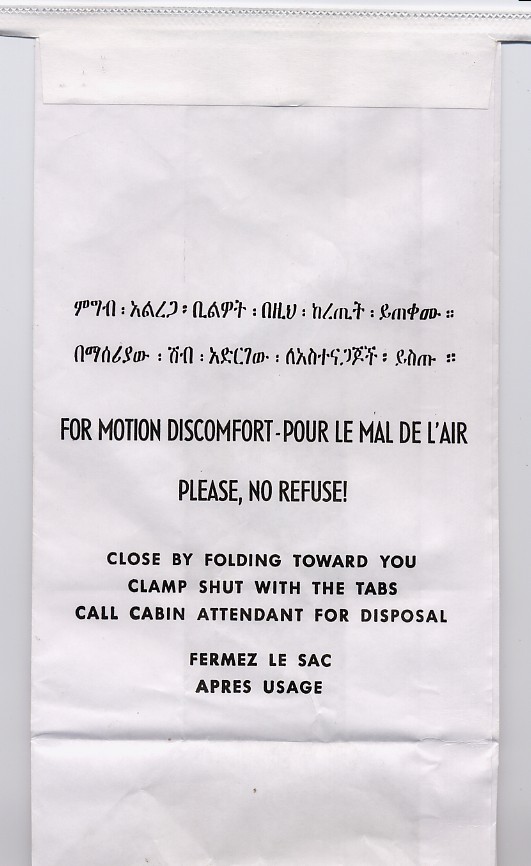 ምግብ ፡ አልረጋ ፡ ቢልዎት ፡ በዚህ ፡ ከረጢት ፡ ይጠቀሙ ።
በማሰሪያው ፡ ሽብ ፡ አድርገው ፡ ለአስተናጋጆች ፡ ይስጡ ።
FOR MOTION DISCOMFORT-POUR LE MAL DE L'AIR
PLEASE, NO REFUSE!
CLOSE BY FOLDING TOWARD YOU
CLAMP SHUT WITH THE TABS
CALL CABIN ATTENDANT FOR DISPOSAL
FERMEZ LE SAC
APRES USAGE